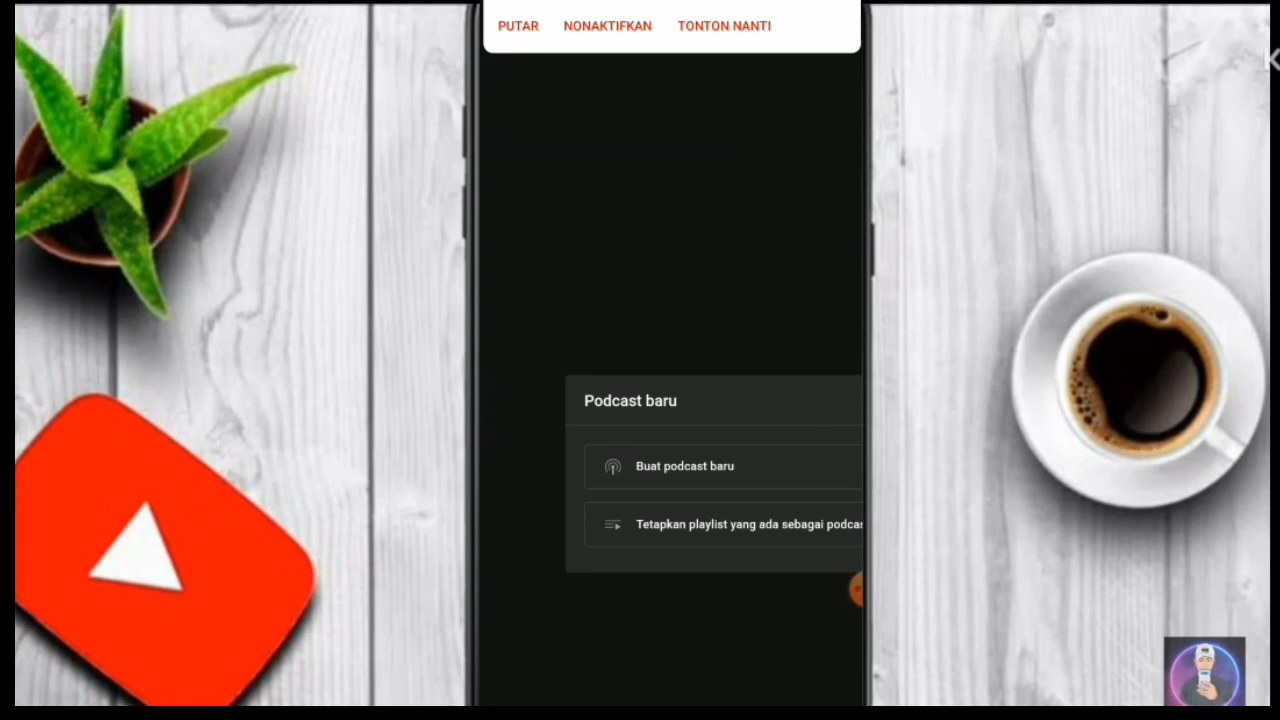 PUTAR NONAKTIFKAN TONTON NANTI
Podcast baru
Buat podcast baru
Tetapkan playlist yang ada sebagai podcas